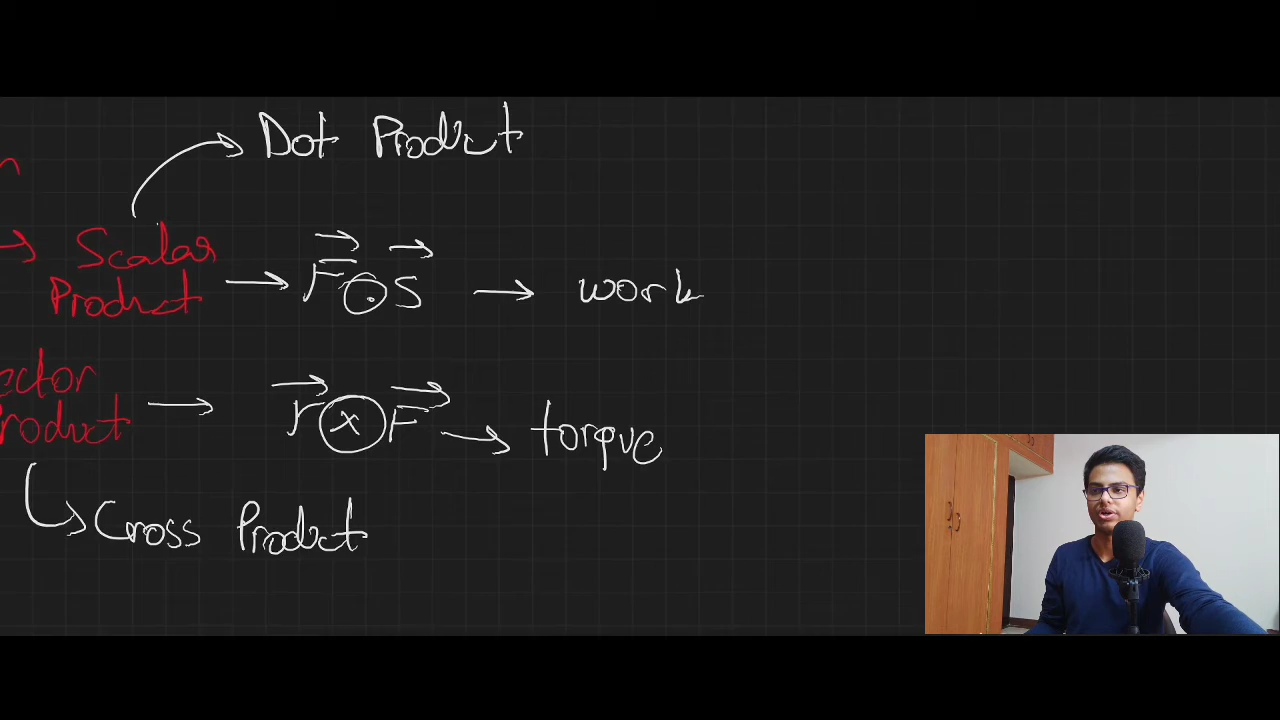 Dot Product
n
→ Scalar
Product → F⊙S → work
ector
roduct → r⊗F → torque
Cross Product